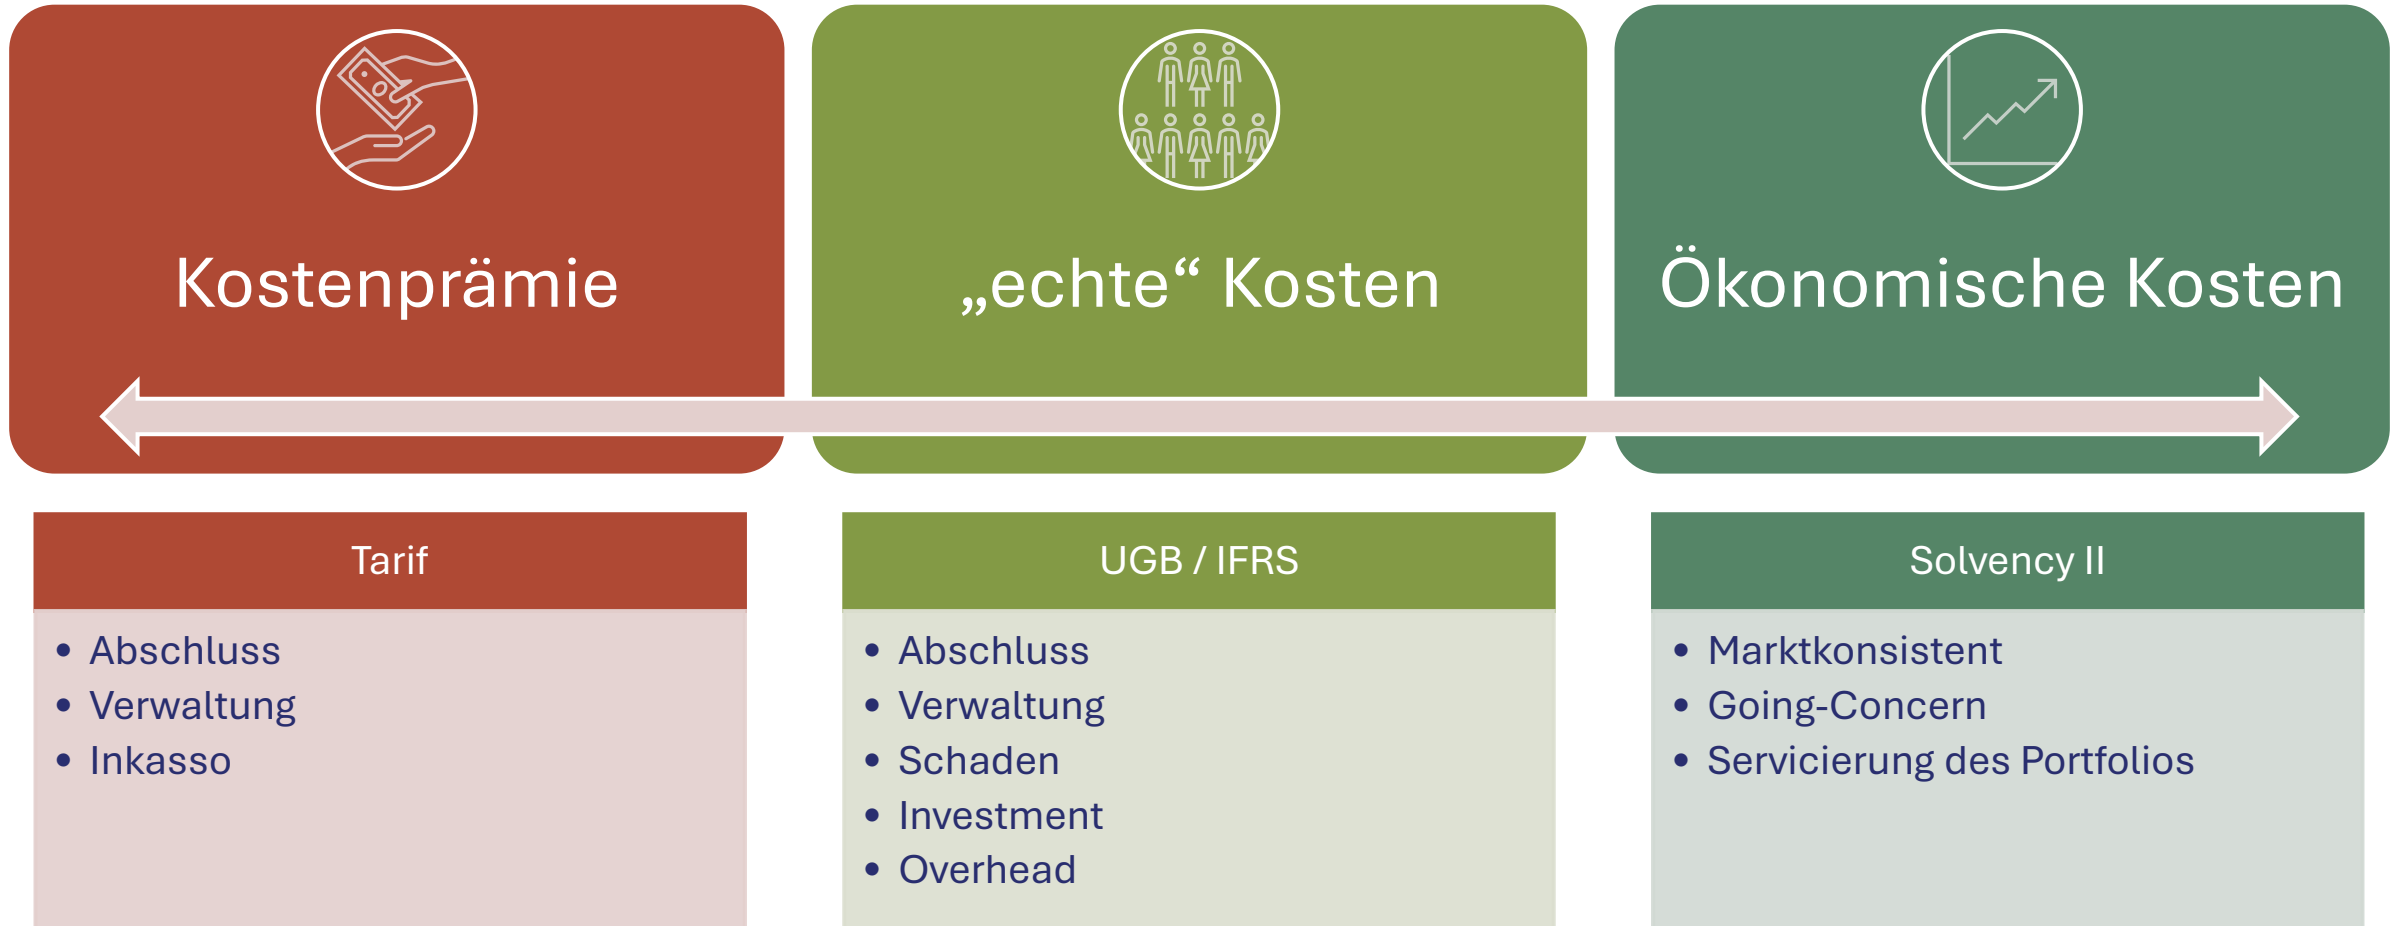 Kostenprämie
„echte“ Kosten
Ökonomische Kosten
Tarif
• Abschluss
• Verwaltung
• Inkasso
UGB / IFRS
• Abschluss
• Verwaltung
• Schaden
• Investment
• Overhead
Solvency II
• Marktkonsistent
• Going-Concern
• Servicierung des Portfolios